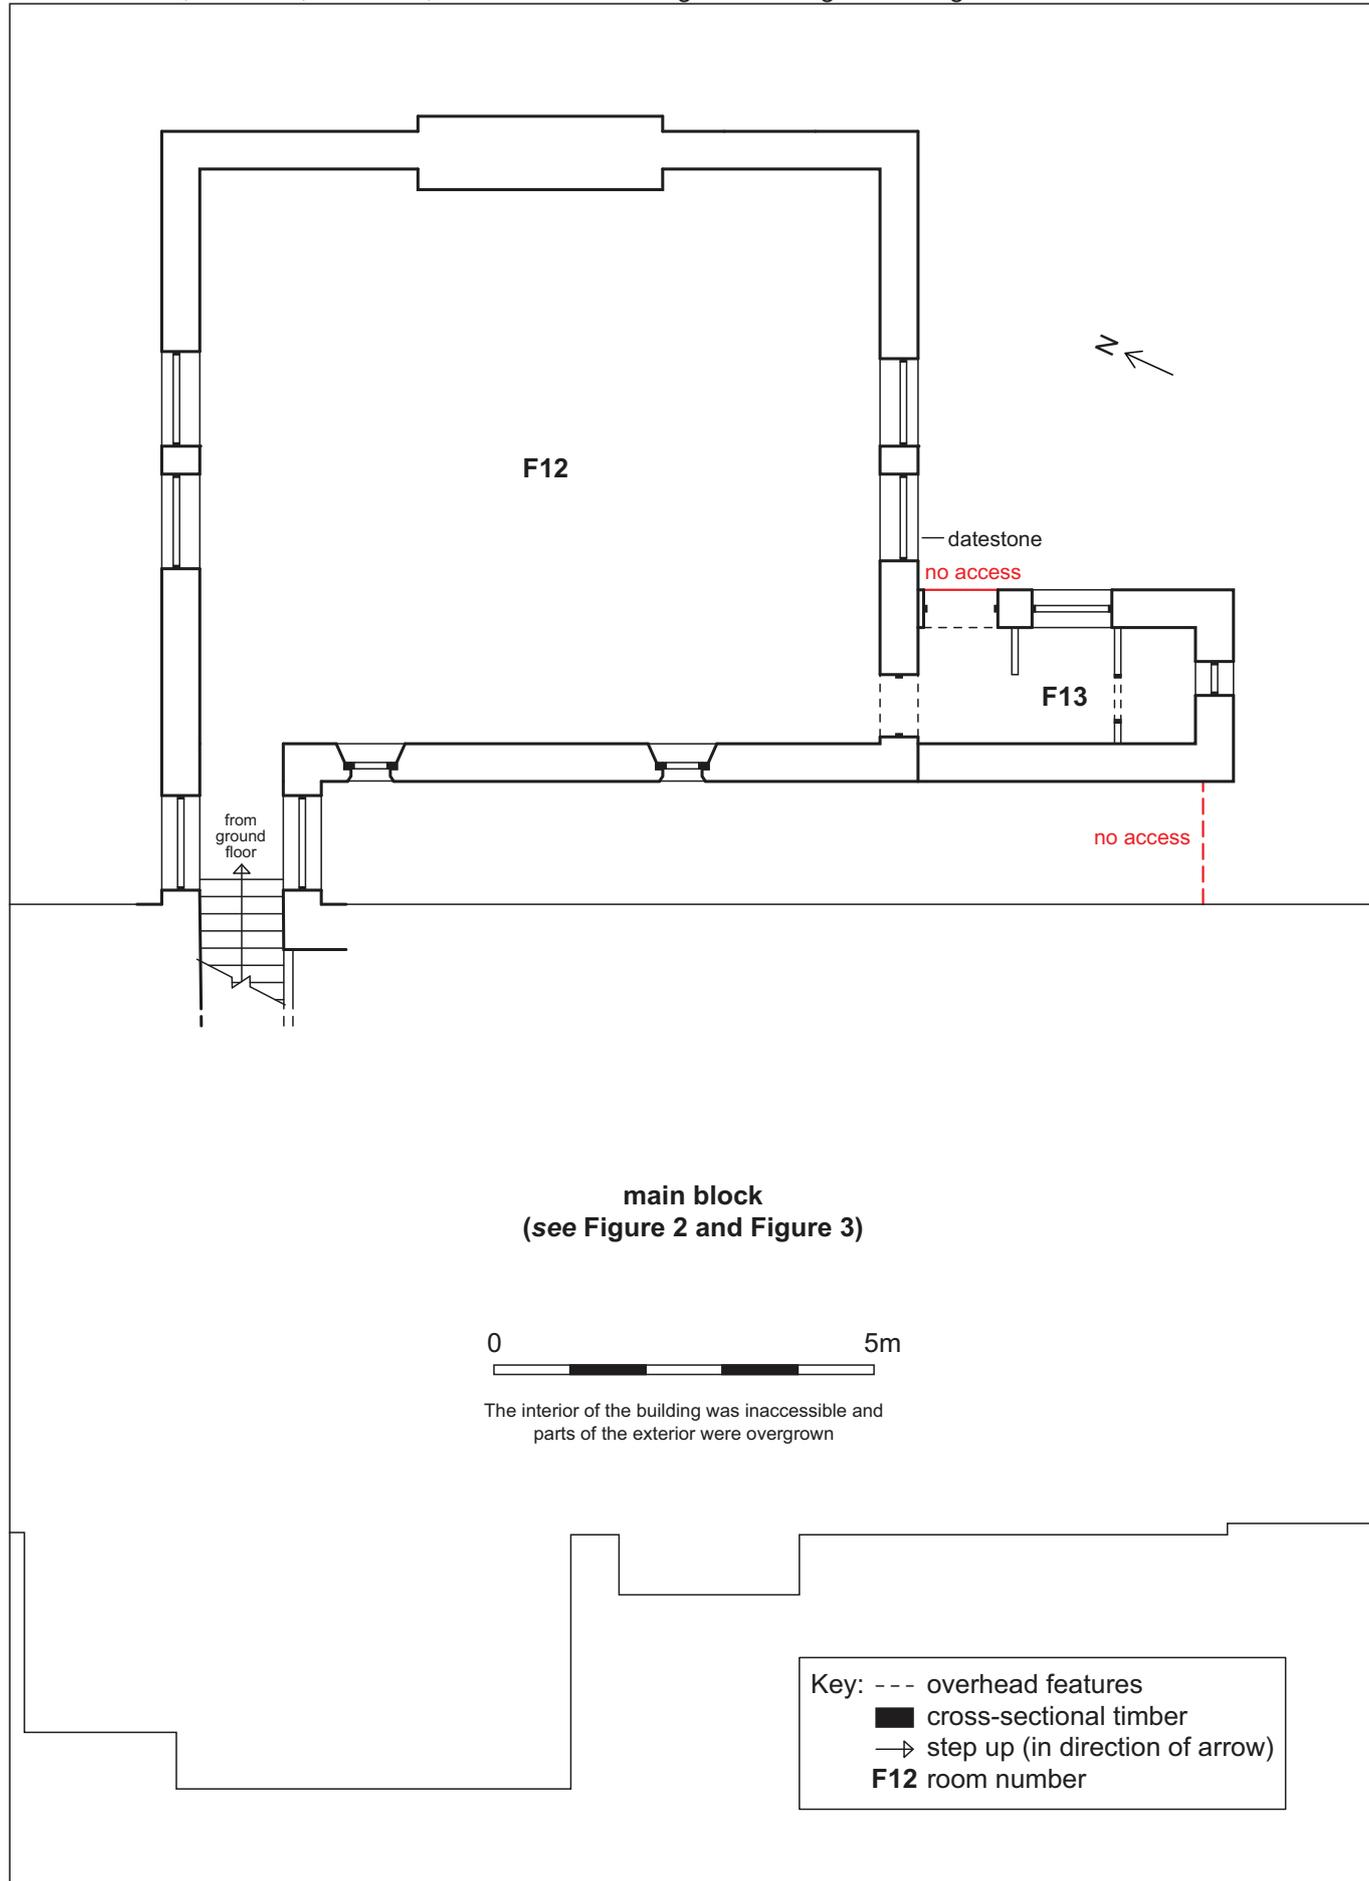 N
F12
datestone
no access
F13
from
ground
floor
no access
main block
(see Figure 2 and Figure 3)
0 5m
The interior of the building was inaccessible and
parts of the exterior were overgrown
Key: overhead features
cross-sectional timber
step up (in direction of arrow)
F12 room number